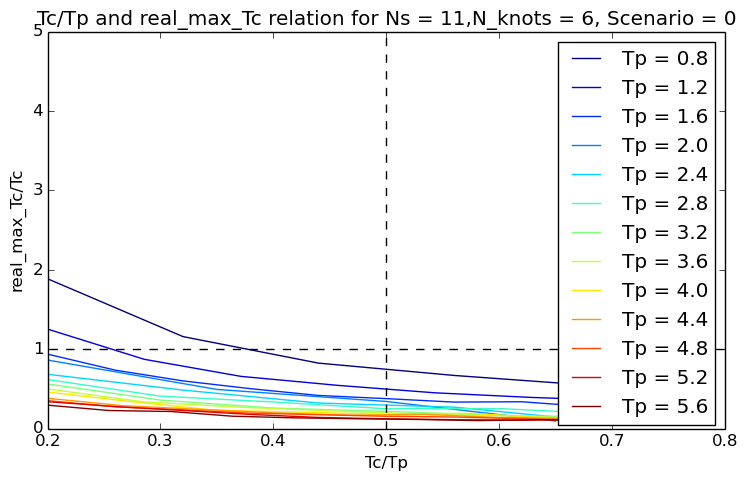 Tc/Tp and real_max_Tc relation for Ns = 11,N_knots = 6, Scenario = 0
5
4
3
2
1
0
real_max_Tc/Tc
Tp = 0.8
Tp = 1.2
Tp = 1.6
Tp = 2.0
Tp = 2.4
Tp = 2.8
Tp = 3.2
Tp = 3.6
Tp = 4.0
Tp = 4.4
Tp = 4.8
Tp = 5.2
Tp = 5.6
0.2 0.3 0.4 0.5 0.6 0.7 0.8
Tc/Tp